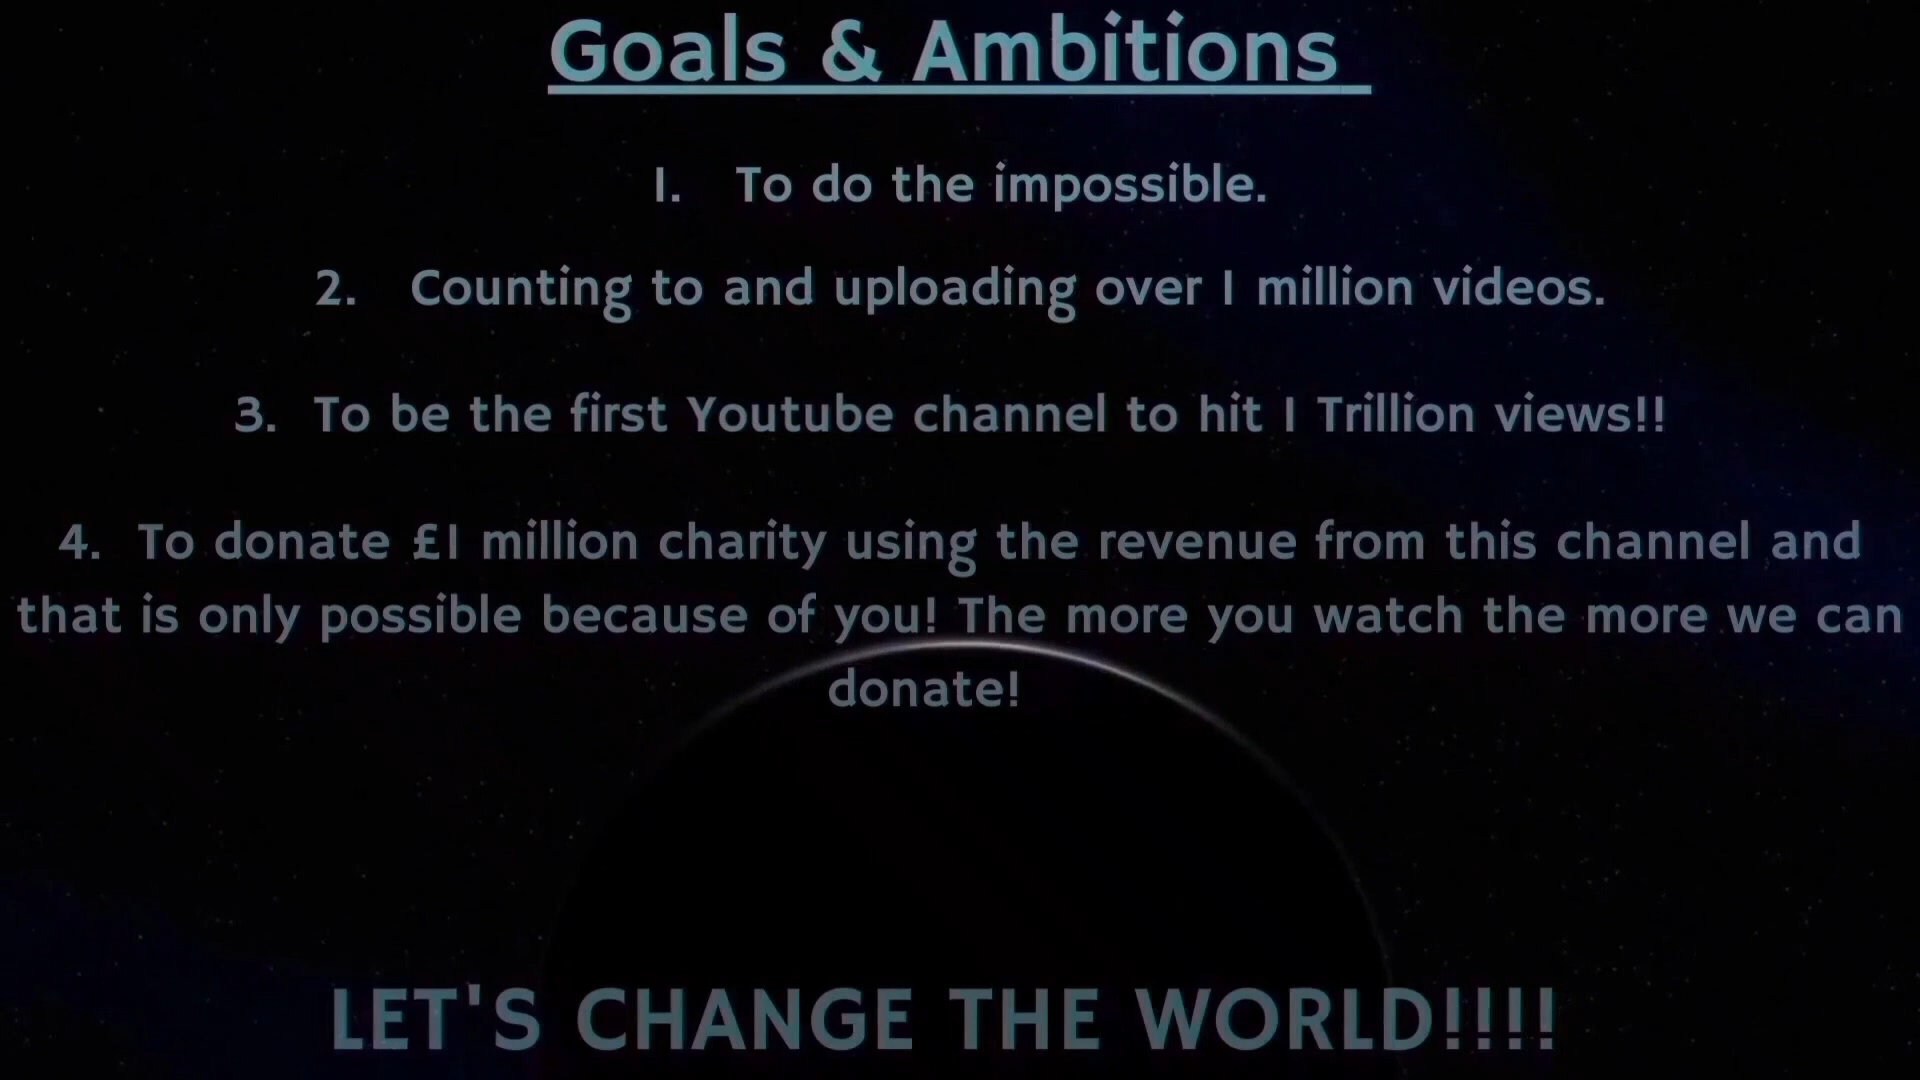 Goals & Ambitions
1. To do the impossible.
2. Counting to and uploading over 1 million videos.
3. To be the first Youtube channel to hit 1 Trillion views!!
4. To donate £1 million charity using the revenue from this channel and
that is only possible because of you! The more you watch the more we can
donate!
LET'S CHANGE THE WORLD!!!!